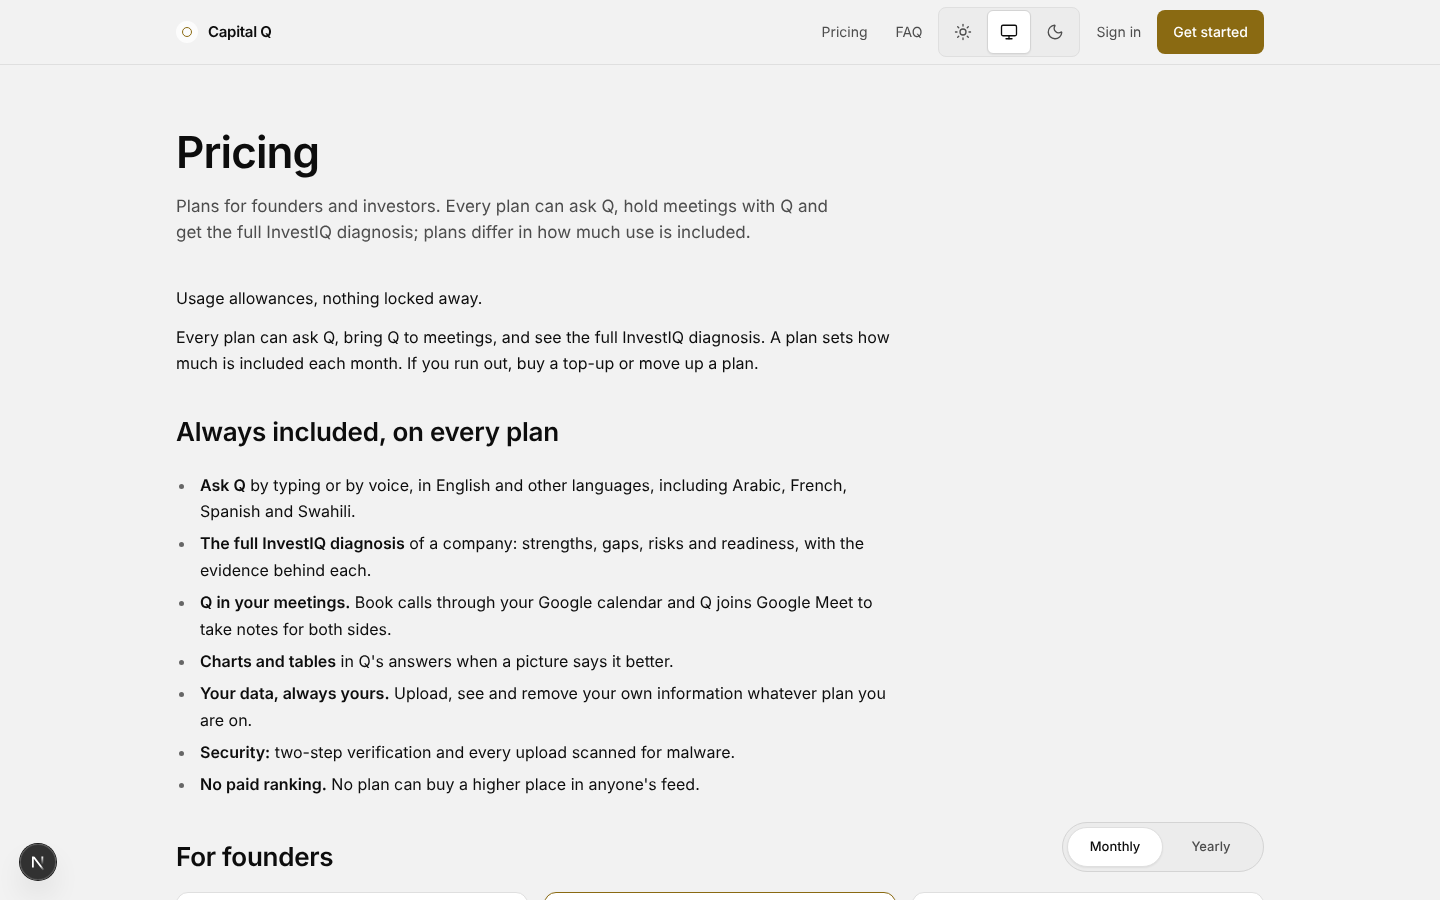 Capital Q
Pricing
FAQ
Sign in
Get started
Pricing
Plans for founders and investors. Every plan can ask Q, hold meetings with Q and
get the full InvestIQ diagnosis; plans differ in how much use is included.
Usage allowances, nothing locked away.
Every plan can ask Q, bring Q to meetings, and see the full InvestIQ diagnosis. A plan sets how
much is included each month. If you run out, buy a top-up or move up a plan.
Always included, on every plan
Ask Q by typing or by voice, in English and other languages, including Arabic, French,
Spanish and Swahili.
The full InvestIQ diagnosis of a company: strengths, gaps, risks and readiness, with the
evidence behind each.
Q in your meetings. Book calls through your Google calendar and Q joins Google Meet to
take notes for both sides.
Charts and tables in Q's answers when a picture says it better.
Your data, always yours. Upload, see and remove your own information whatever plan you
are on.
Security: two-step verification and every upload scanned for malware.
No paid ranking. No plan can buy a higher place in anyone's feed.
For founders
Monthly
Yearly
N